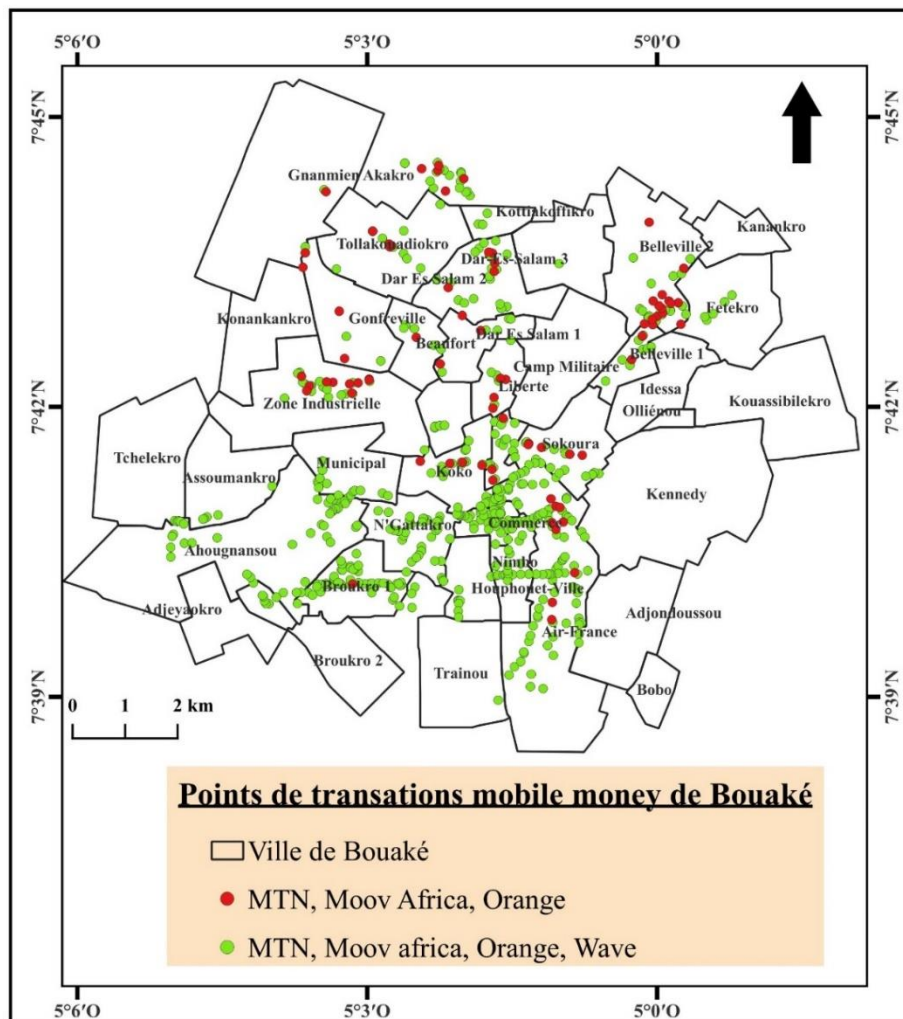 5°6′O 5°3′O 5°0′O
7°45′N 7°45′N
Gnanmien Akakro
Kottiakoffikro
Kanankro
Tollakouadiokro
Belleville 2
Dar-Es-Salam 3
Dar Es Salam 2
Konankankro
Gonfreville
Fetekro
Beaufort
Dar Es Salam 1
Belleville 1
Camp Militaire
Liberte
Idessa
Zone Industrielle
Olliénou
Kouassibilekro
7°42′N 7°42′N
Tchelekro
Municipal
Sokoura
Assoumankro
Koko
Kennedy
N'Gattakro
Commerce
Ahougnansou
Nimbo
Broukro 1
Houphouet-Ville
Adjeyaokro
Adjondoussou
Air-France
Broukro 2
Trainou
Bobo
7°39′N 7°39′N
0 1 2 km
Points de transations mobile money de Bouaké
Ville de Bouaké
MTN, Moov Africa, Orange
MTN, Moov africa, Orange, Wave
5°6′O 5°3′O 5°0′O